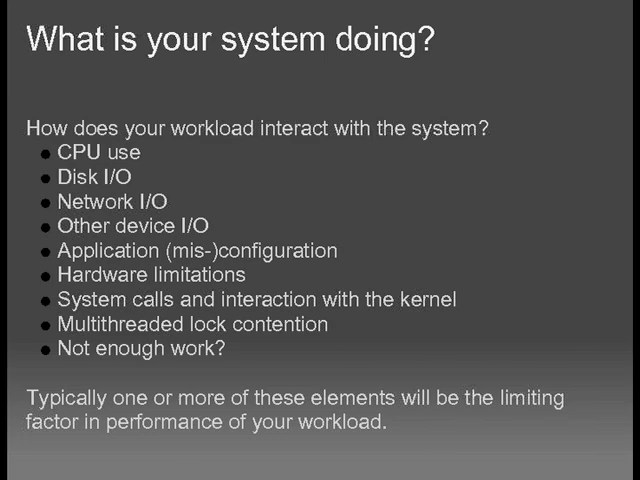 What is your system doing?
How does your workload interact with the system?
● CPU use
● Disk I/O
● Network I/O
● Other device I/O
● Application (mis-)configuration
● Hardware limitations
● System calls and interaction with the kernel
● Multithreaded lock contention
● Not enough work?
Typically one or more of these elements will be the limiting
factor in performance of your workload.